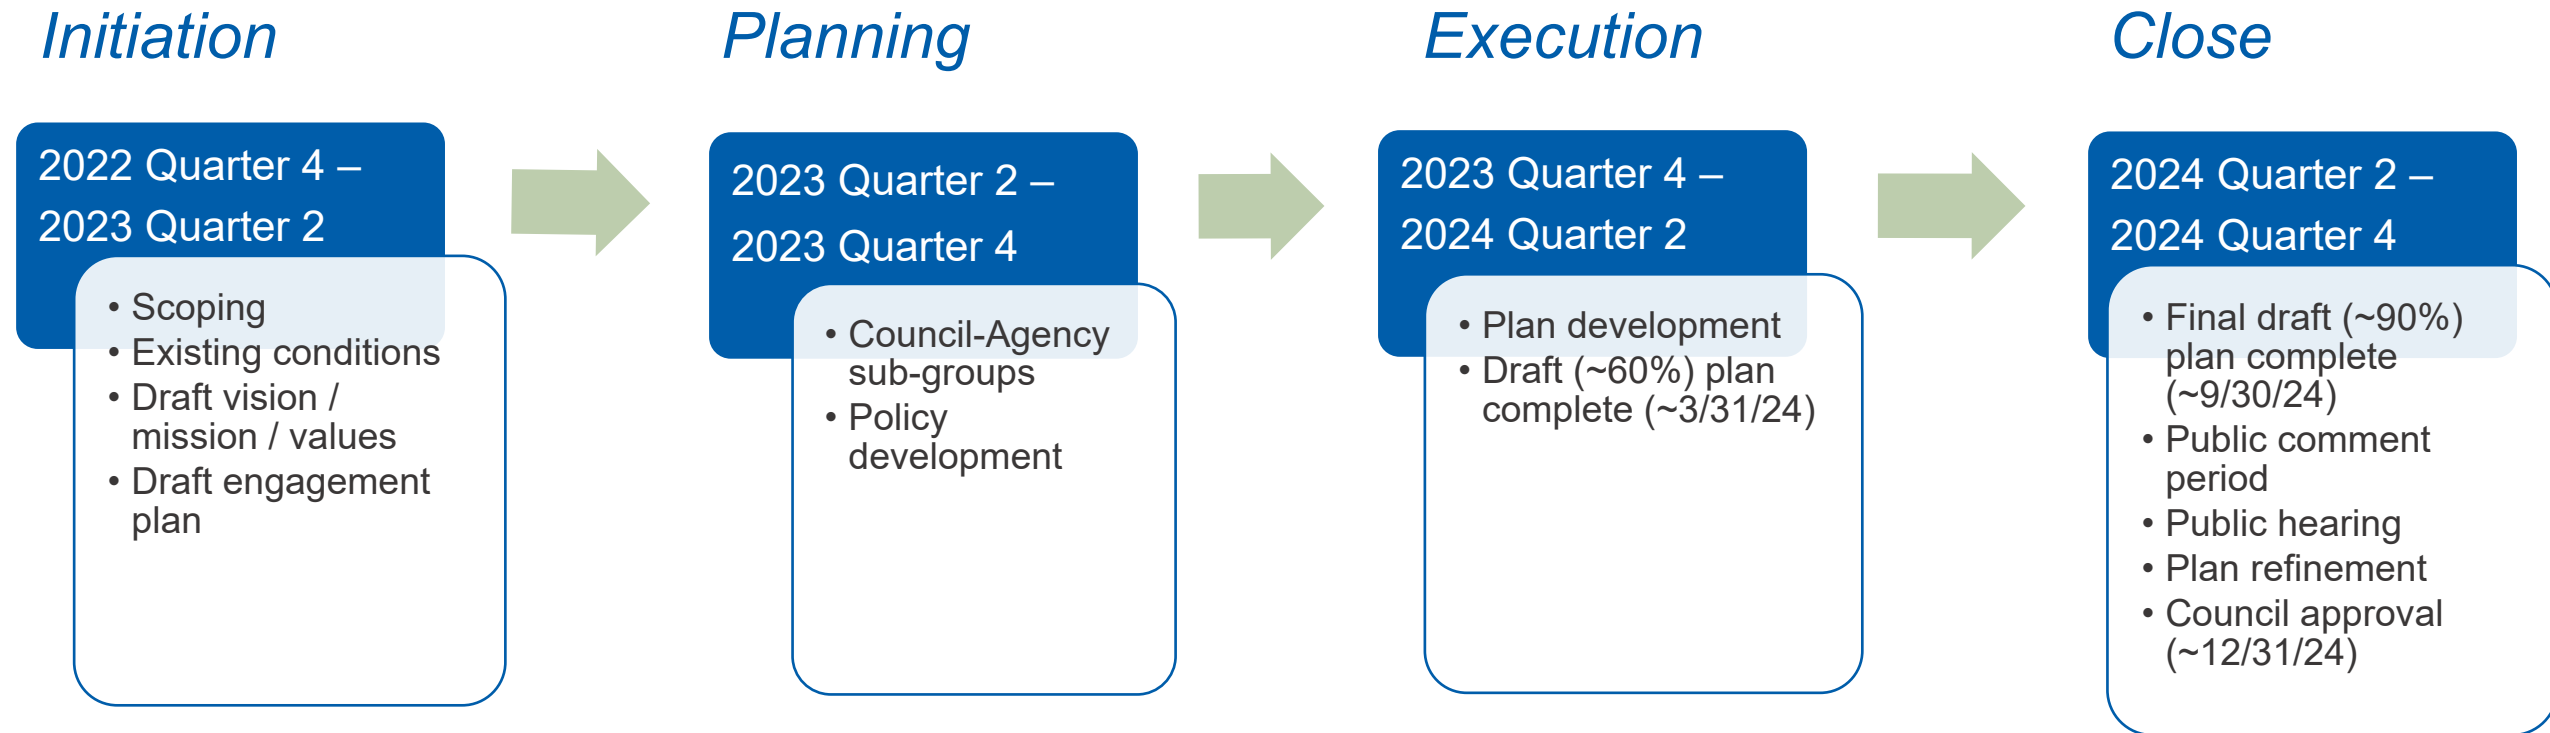 Initiation
2022 Quarter 4 –
2023 Quarter 2
• Scoping
• Existing conditions
• Draft vision /
mission / values
• Draft engagement
plan
Planning
2023 Quarter 2 –
2023 Quarter 4
• Council-Agency
sub-groups
• Policy
development
Execution
2023 Quarter 4 –
2024 Quarter 2
• Plan development
• Draft (~60%) plan
complete (~3/31/24)
Close
2024 Quarter 2 –
2024 Quarter 4
• Final draft (~90%)
plan complete
(~9/30/24)
• Public comment
period
• Public hearing
• Plan refinement
• Council approval
(~12/31/24)